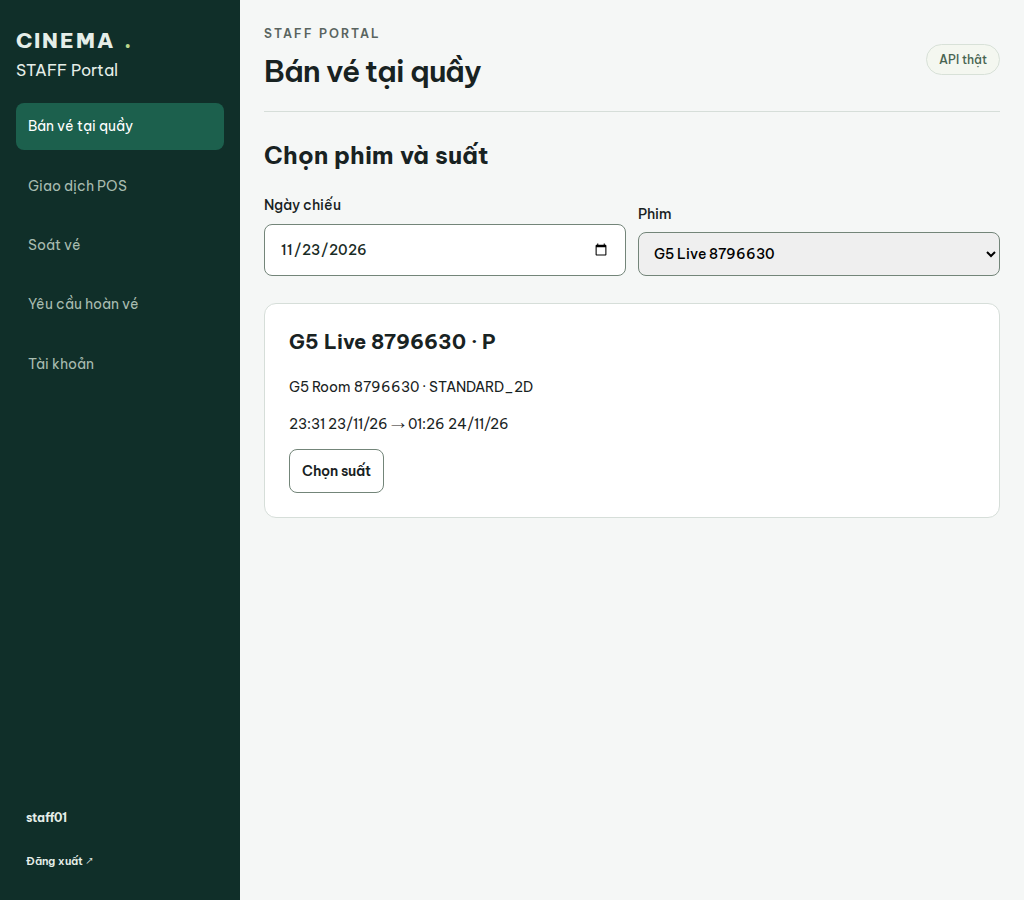 CINEMA .
STAFF Portal
Bán vé tại quầy
Giao dịch POS
Soát vé
Yêu cầu hoàn vé
Tài khoản
staff01
Đăng xuất ↗
STAFF PORTAL
Bán vé tại quầy
API thật
Chọn phim và suất
Ngày chiếu
11/23/2026
Phim
G5 Live 8796630
G5 Live 8796630 · P
G5 Room 8796630 · STANDARD_2D
23:31 23/11/26 → 01:26 24/11/26
Chọn suất